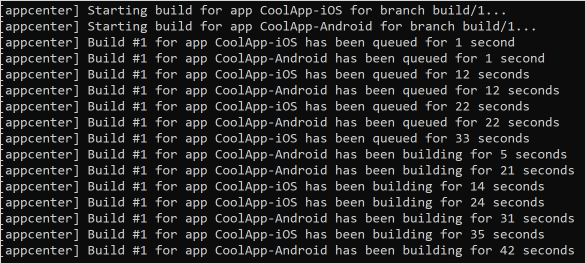 [appcenter] Starting build for app CoolApp-iOS for branch build/1...
[appcenter] Starting build for app CoolApp-Android for branch build/1...
[appcenter] Build #1 for app CoolApp-iOS has been queued for 1 second
[appcenter] Build #1 for app CoolApp-Android has been queued for 1 second
[appcenter] Build #1 for app CoolApp-iOS has been queued for 12 seconds
[appcenter] Build #1 for app CoolApp-Android has been queued for 12 seconds
[appcenter] Build #1 for app CoolApp-iOS has been queued for 22 seconds
[appcenter] Build #1 for app CoolApp-Android has been queued for 22 seconds
[appcenter] Build #1 for app CoolApp-iOS has been queued for 33 seconds
[appcenter] Build #1 for app CoolApp-Android has been building for 5 seconds
[appcenter] Build #1 for app CoolApp-Android has been building for 21 seconds
[appcenter] Build #1 for app CoolApp-iOS has been building for 14 seconds
[appcenter] Build #1 for app CoolApp-iOS has been building for 24 seconds
[appcenter] Build #1 for app CoolApp-Android has been building for 31 seconds
[appcenter] Build #1 for app CoolApp-iOS has been building for 35 seconds
[appcenter] Build #1 for app CoolApp-Android has been building for 42 seconds